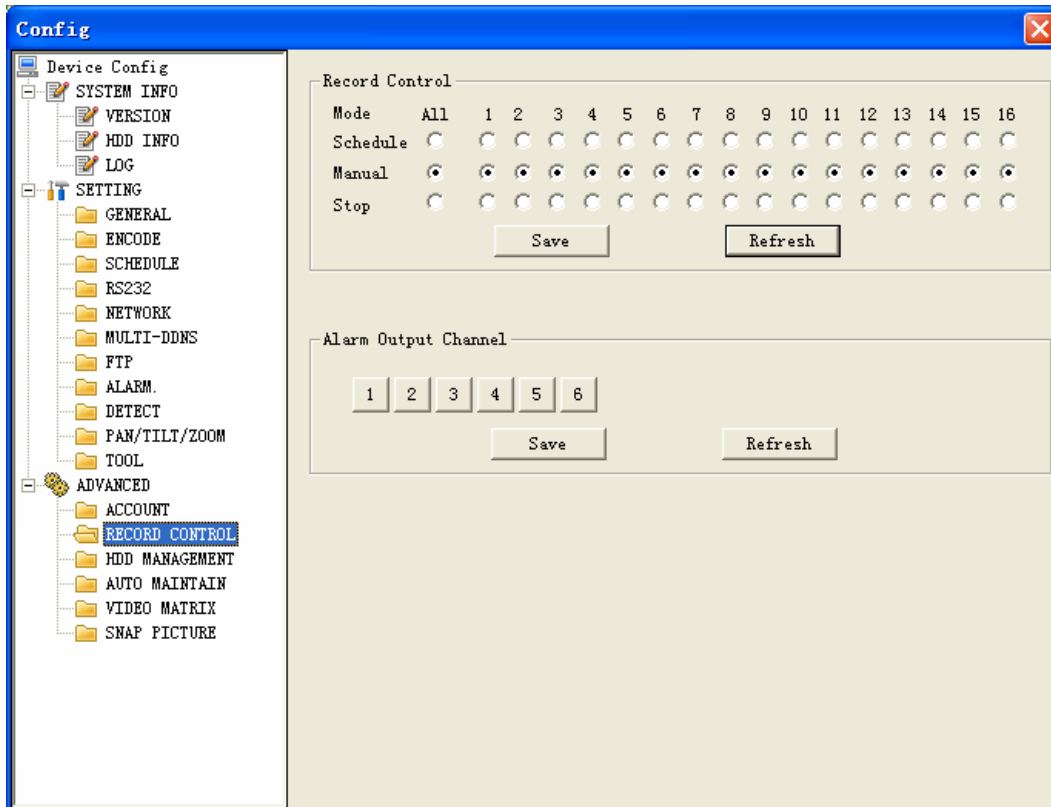 Config
Device Config
SYSTEM INFO
VERSION
HDD INFO
LOG
SETTING
GENERAL
ENCODE
SCHEDULE
RS232
NETWORK
MULTI-DDNS
FTP
ALARM.
DETECT
PAN/TILT/ZOOM
TOOL
ADVANCED
ACCOUNT
RECORD CONTROL
HDD MANAGEMENT
AUTO MAINTAIN
VIDEO MATRIX
SNAP PICTURE
Record Control
Mode All 1 2 3 4 5 6 7 8 9 10 11 12 13 14 15 16
Schedule
Manual
Stop
Save Refresh
Alarm Output Channel
1 2 3 4 5 6
Save Refresh